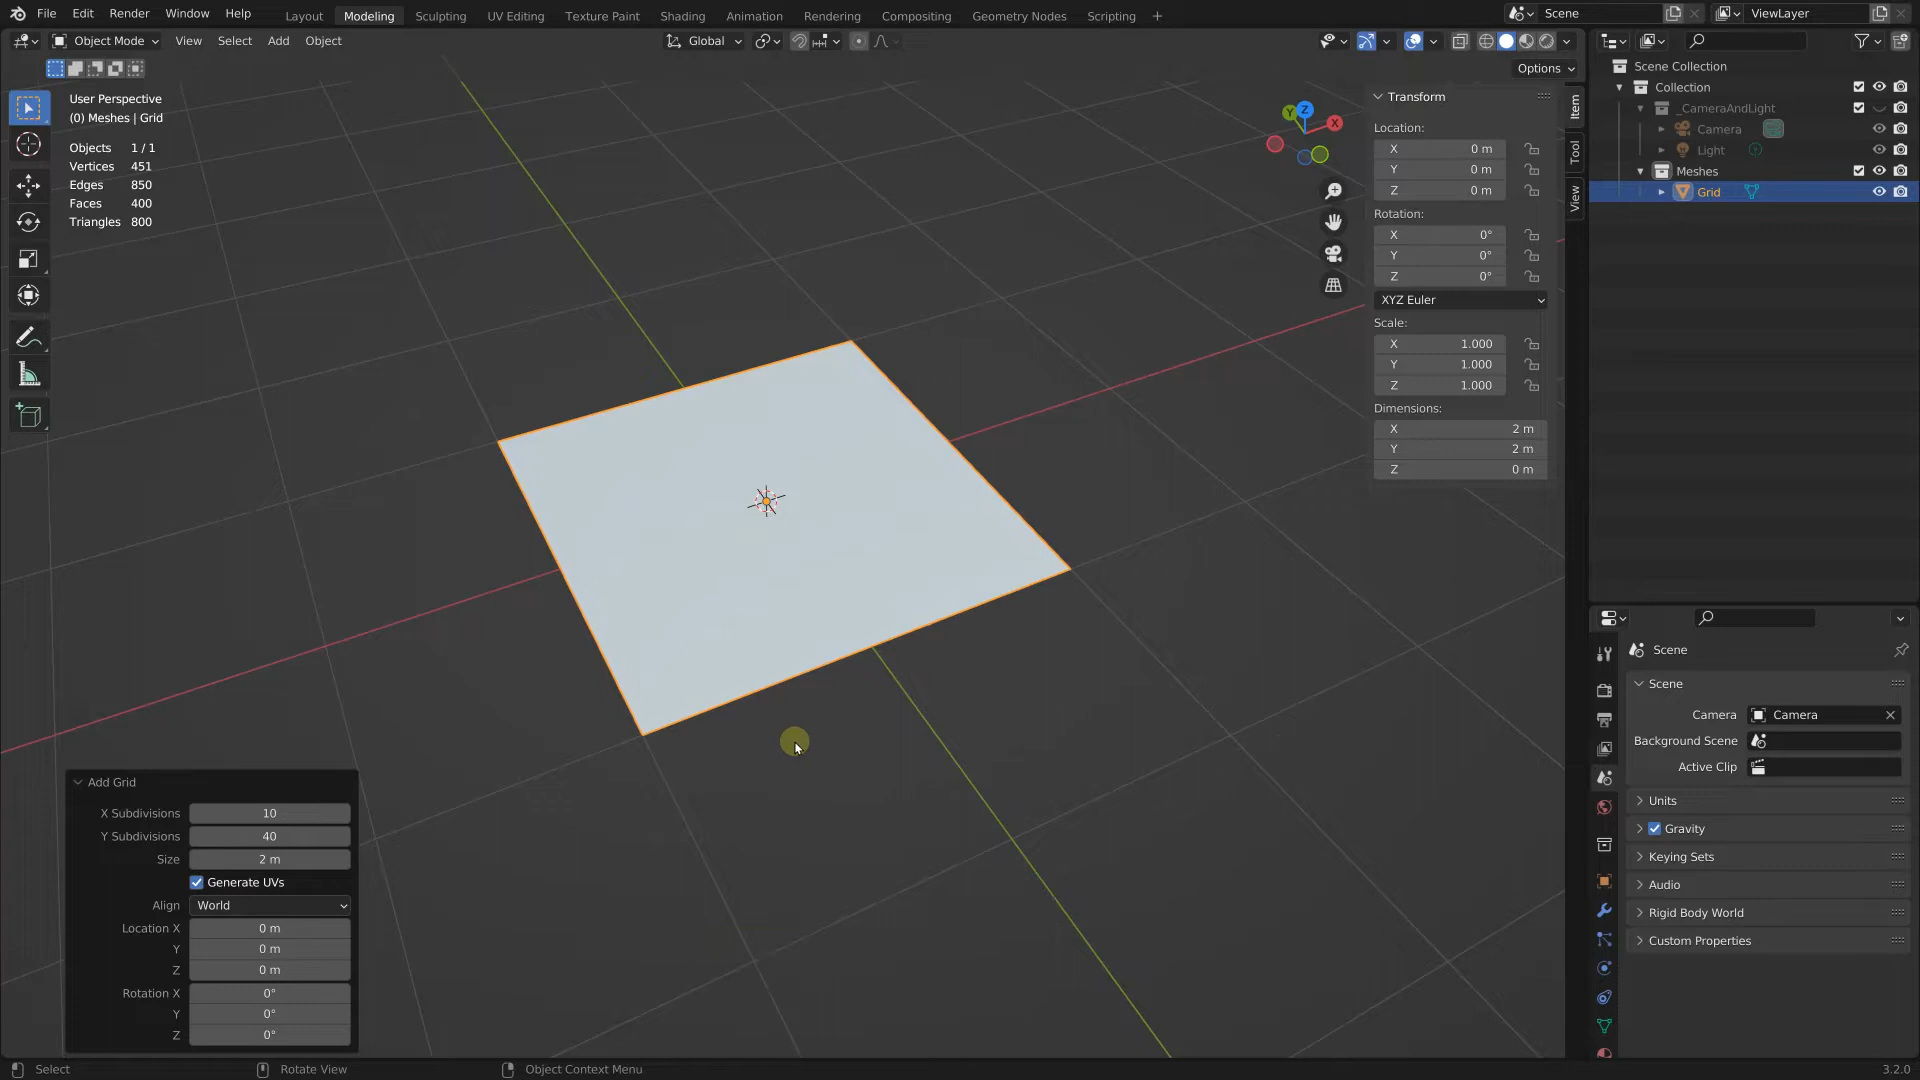 File Edit Render Window Help
Layout Modeling Sculpting UV Editing Texture Paint Shading Animation Rendering Compositing Geometry Nodes Scripting +
Scene
ViewLayer
Object Mode View Select Add Object
Global
Options
User Perspective
(0) Meshes | Grid
Objects 1 / 1
Vertices 451
Edges 850
Faces 400
Triangles 800
Y Z X
Transform
Location:
X 0 m
Y 0 m
Z 0 m
Rotation:
X 0°
Y 0°
Z 0°
XYZ Euler
Scale:
X 1.000
Y 1.000
Z 1.000
Dimensions:
X 2 m
Y 2 m
Z 0 m
Item
Tool
View
Scene Collection
Collection
_CameraAndLight
Camera
Light
Meshes
Grid
Scene
Scene
Camera Camera
Background Scene
Active Clip
Units
Gravity
Keying Sets
Audio
Rigid Body World
Custom Properties
Add Grid
X Subdivisions 10
Y Subdivisions 40
Size 2 m
Generate UVs
Align World
Location X 0 m
Y 0 m
Z 0 m
Rotation X 0°
Y 0°
Z 0°
Select Rotate View Object Context Menu 3.2.0